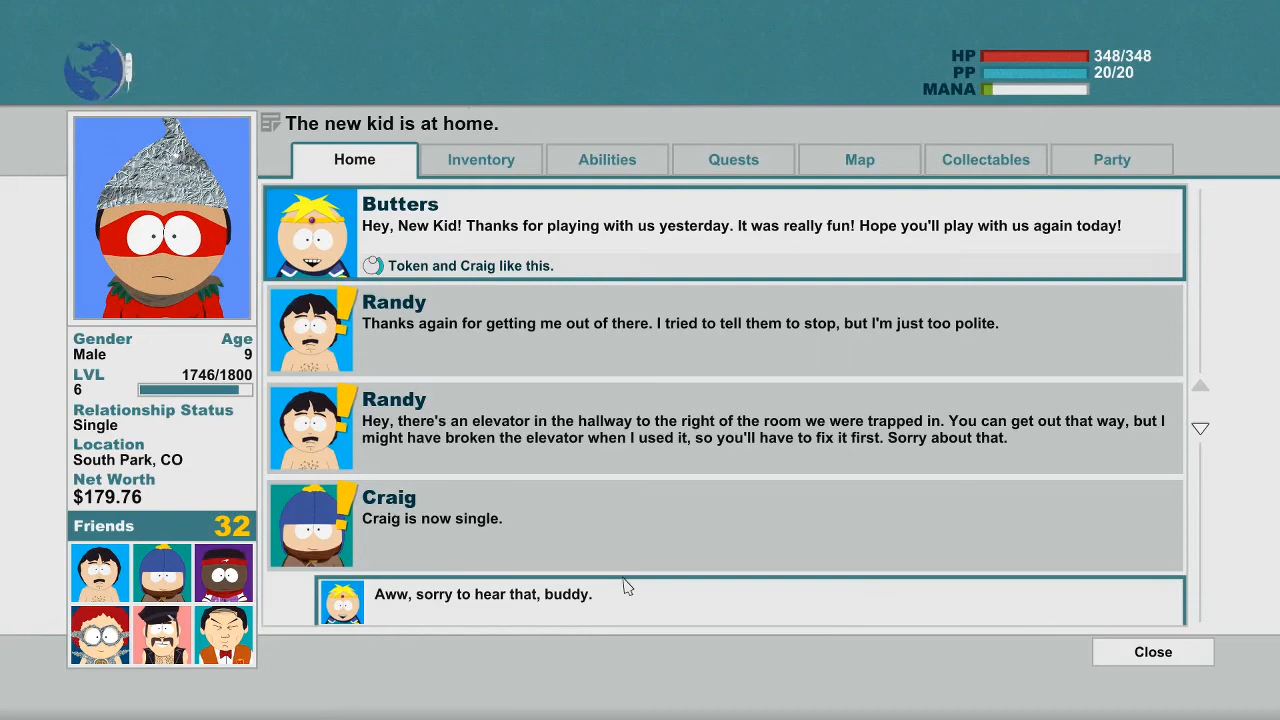 HP 348/348
PP 20/20
MANA
The new kid is at home.
Home Inventory Abilities Quests Map Collectables Party
Gender Age
Male 9
LVL 1746/1800
6
Relationship Status
Single
Location
South Park, CO
Net Worth
$179.76
Friends 32
Butters
Hey, New Kid! Thanks for playing with us yesterday. It was really fun! Hope you'll play with us again today!
Token and Craig like this.
Randy
Thanks again for getting me out of there. I tried to tell them to stop, but I'm just too polite.
Randy
Hey, there's an elevator in the hallway to the right of the room we were trapped in. You can get out that way, but I
might have broken the elevator when I used it, so you'll have to fix it first. Sorry about that.
Craig
Craig is now single.
Aww, sorry to hear that, buddy.
Close